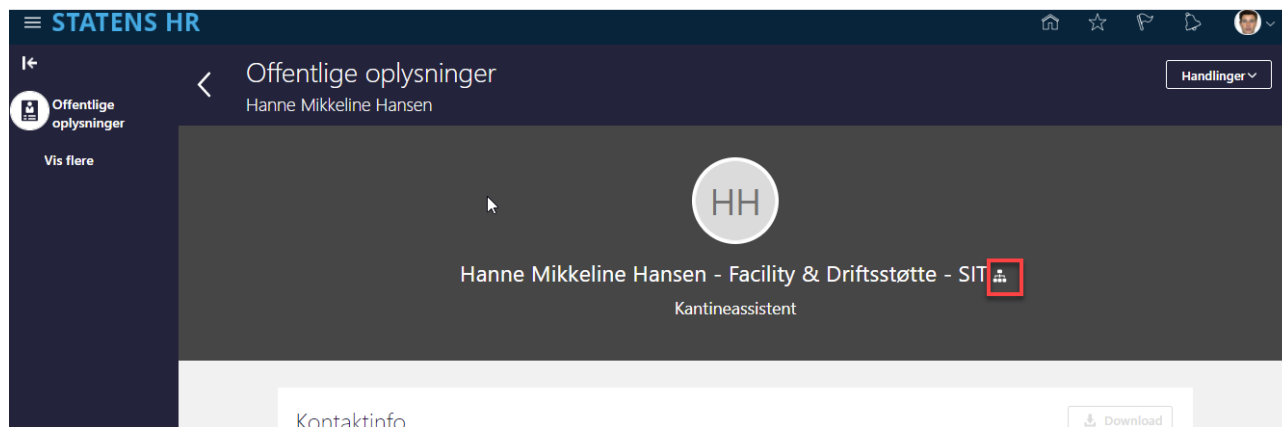 STATENS HR
Offentlige oplysninger
Hanne Mikkeline Hansen
Handlinger
Offentlige
oplysninger
Vis flere
HH
Hanne Mikkeline Hansen - Facility & Driftsstøtte - SIT
Kantineassistent
Kontaktinfo
Download